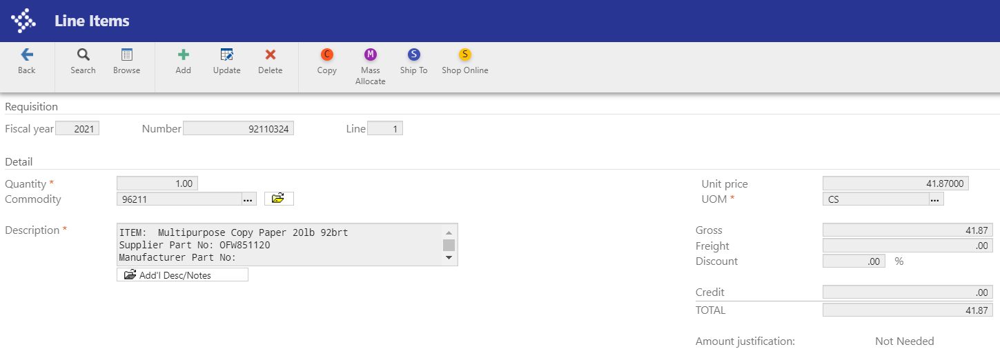 Line Items
Back Search Browse Add Update Delete C Copy M Mass Allocate S Ship To S Shop Online
Requisition
Fiscal year 2021 Number 92110324 Line 1
Detail
Quantity * 1.00 Unit price 41.87000
Commodity 96211 ... UOM * CS ...
Description * ITEM:  Multipurpose Copy Paper 20lb 92brt Gross 41.87
Supplier Part No: OFW851120 Freight .00
Manufacturer Part No: Discount .00 %
Add'l Desc/Notes
Credit .00
TOTAL 41.87
Amount justification: Not Needed